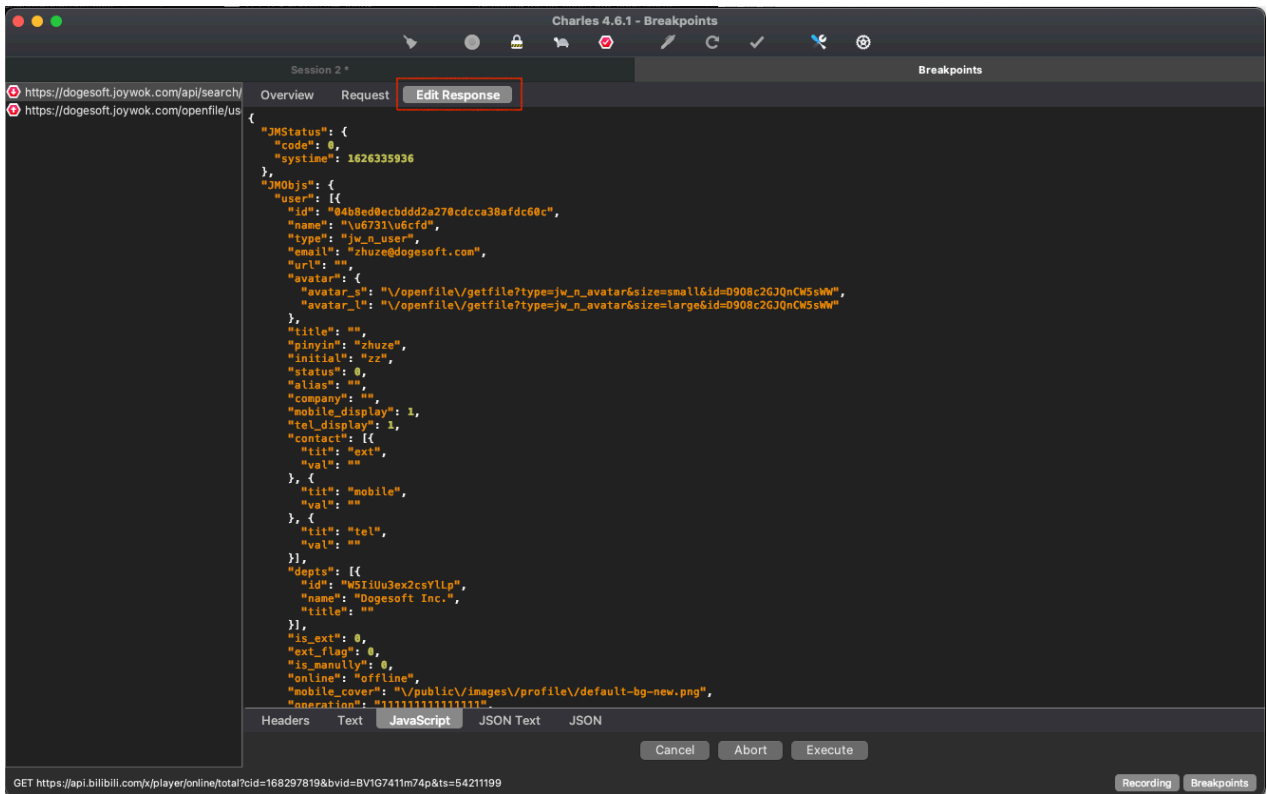 Charles 4.6.1 - Breakpoints
Session 2 *
Breakpoints
https://dogesoft.joywok.com/api/search/
https://dogesoft.joywok.com/openfile/us
Overview Request Edit Response
{
"JMStatus": {
"code": 0,
"systime": 1626335936
},
"JMObjs": {
"user": [{
"id": "04b8ed0ecbddd2a270cdcca38afdc60c",
"name": "\u6731\u6cfd",
"type": "jw_n_user",
"email": "zhuze@dogesoft.com",
"url": "",
"avatar": {
"avatar_s": "\/openfile\/getfile?type=jw_n_avatar&size=small&id=D9O8c2GJQnCW5sWW",
"avatar_l": "\/openfile\/getfile?type=jw_n_avatar&size=large&id=D9O8c2GJQnCW5sWW"
},
"title": "",
"pinyin": "zhuze",
"initial": "zz",
"status": 0,
"alias": "",
"company": "",
"mobile_display": 1,
"tel_display": 1,
"contact": [{
"tit": "ext",
"val": ""
}, {
"tit": "mobile",
"val": ""
}, {
"tit": "tel",
"val": ""
}],
"depts": [{
"id": "W5IiUu3ex2csYlLp",
"name": "Dogesoft Inc.",
"title": ""
}],
"is_ext": 0,
"ext_flag": 0,
"is_manully": 0,
"online": "offline",
"mobile_cover": "\/public\/images\/profile\/default-bg-new.png",
"operation": "111111111111111",
Headers Text JavaScript JSON Text JSON
Cancel Abort Execute
GET https://api.bilibili.com/x/player/online/total?cid=168297819&bvid=BV1G7411m74p&ts=54211199
Recording Breakpoints